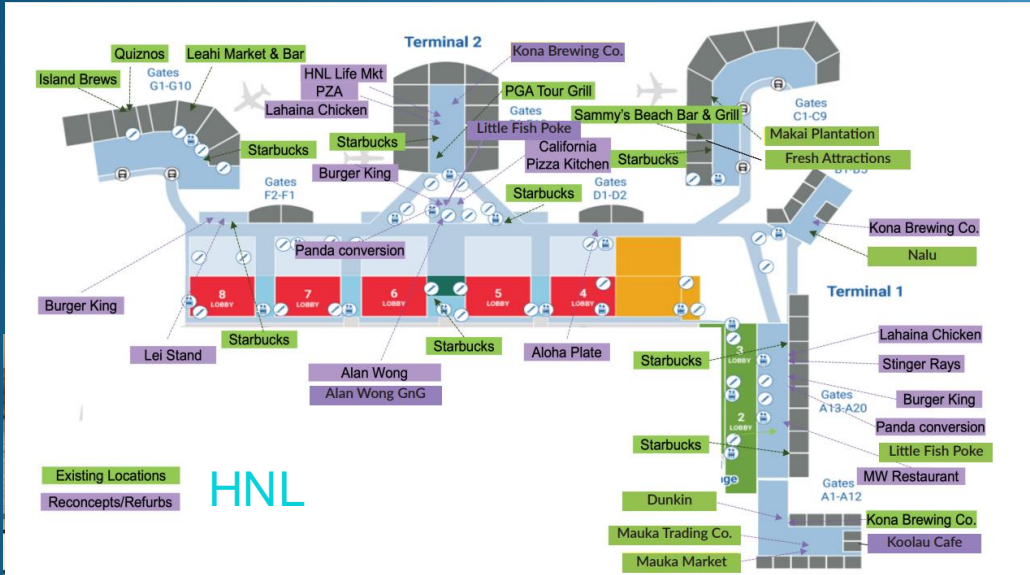 Terminal 2
Kona Brewing Co.
Quiznos
Leahi Market & Bar
Island Brews
Gates
G1-G10
HNL Life Mkt
PZA
Lahaina Chicken
PGA Tour Grill
Gates
C1-C9
Sammy's Beach Bar & Grill
Makai Plantation
Little Fish Poke
Starbucks
Starbucks
California
Pizza Kitchen
Starbucks
Fresh Attractions
Burger King
Gates
F2-F1
Starbucks
Gates
D1-D2
Kona Brewing Co.
Panda conversion
Nalu
Burger King
8
LOBBY
7
LOBBY
6
LOBBY
5
LOBBY
4
LOBBY
Terminal 1
Lei Stand
Starbucks
Starbucks
Aloha Plate
Alan Wong
Alan Wong GnG
Starbucks
3
LOBBY
Lahaina Chicken
Stinger Rays
Burger King
Gates
A13-A20
Panda conversion
2
LOBBY
Starbucks
Little Fish Poke
MW Restaurant
Existing Locations
Reconcepts/Refurbs
HNL
Gates
A1-A12
Dunkin
Kona Brewing Co.
Mauka Trading Co.
Koolau Cafe
Mauka Market